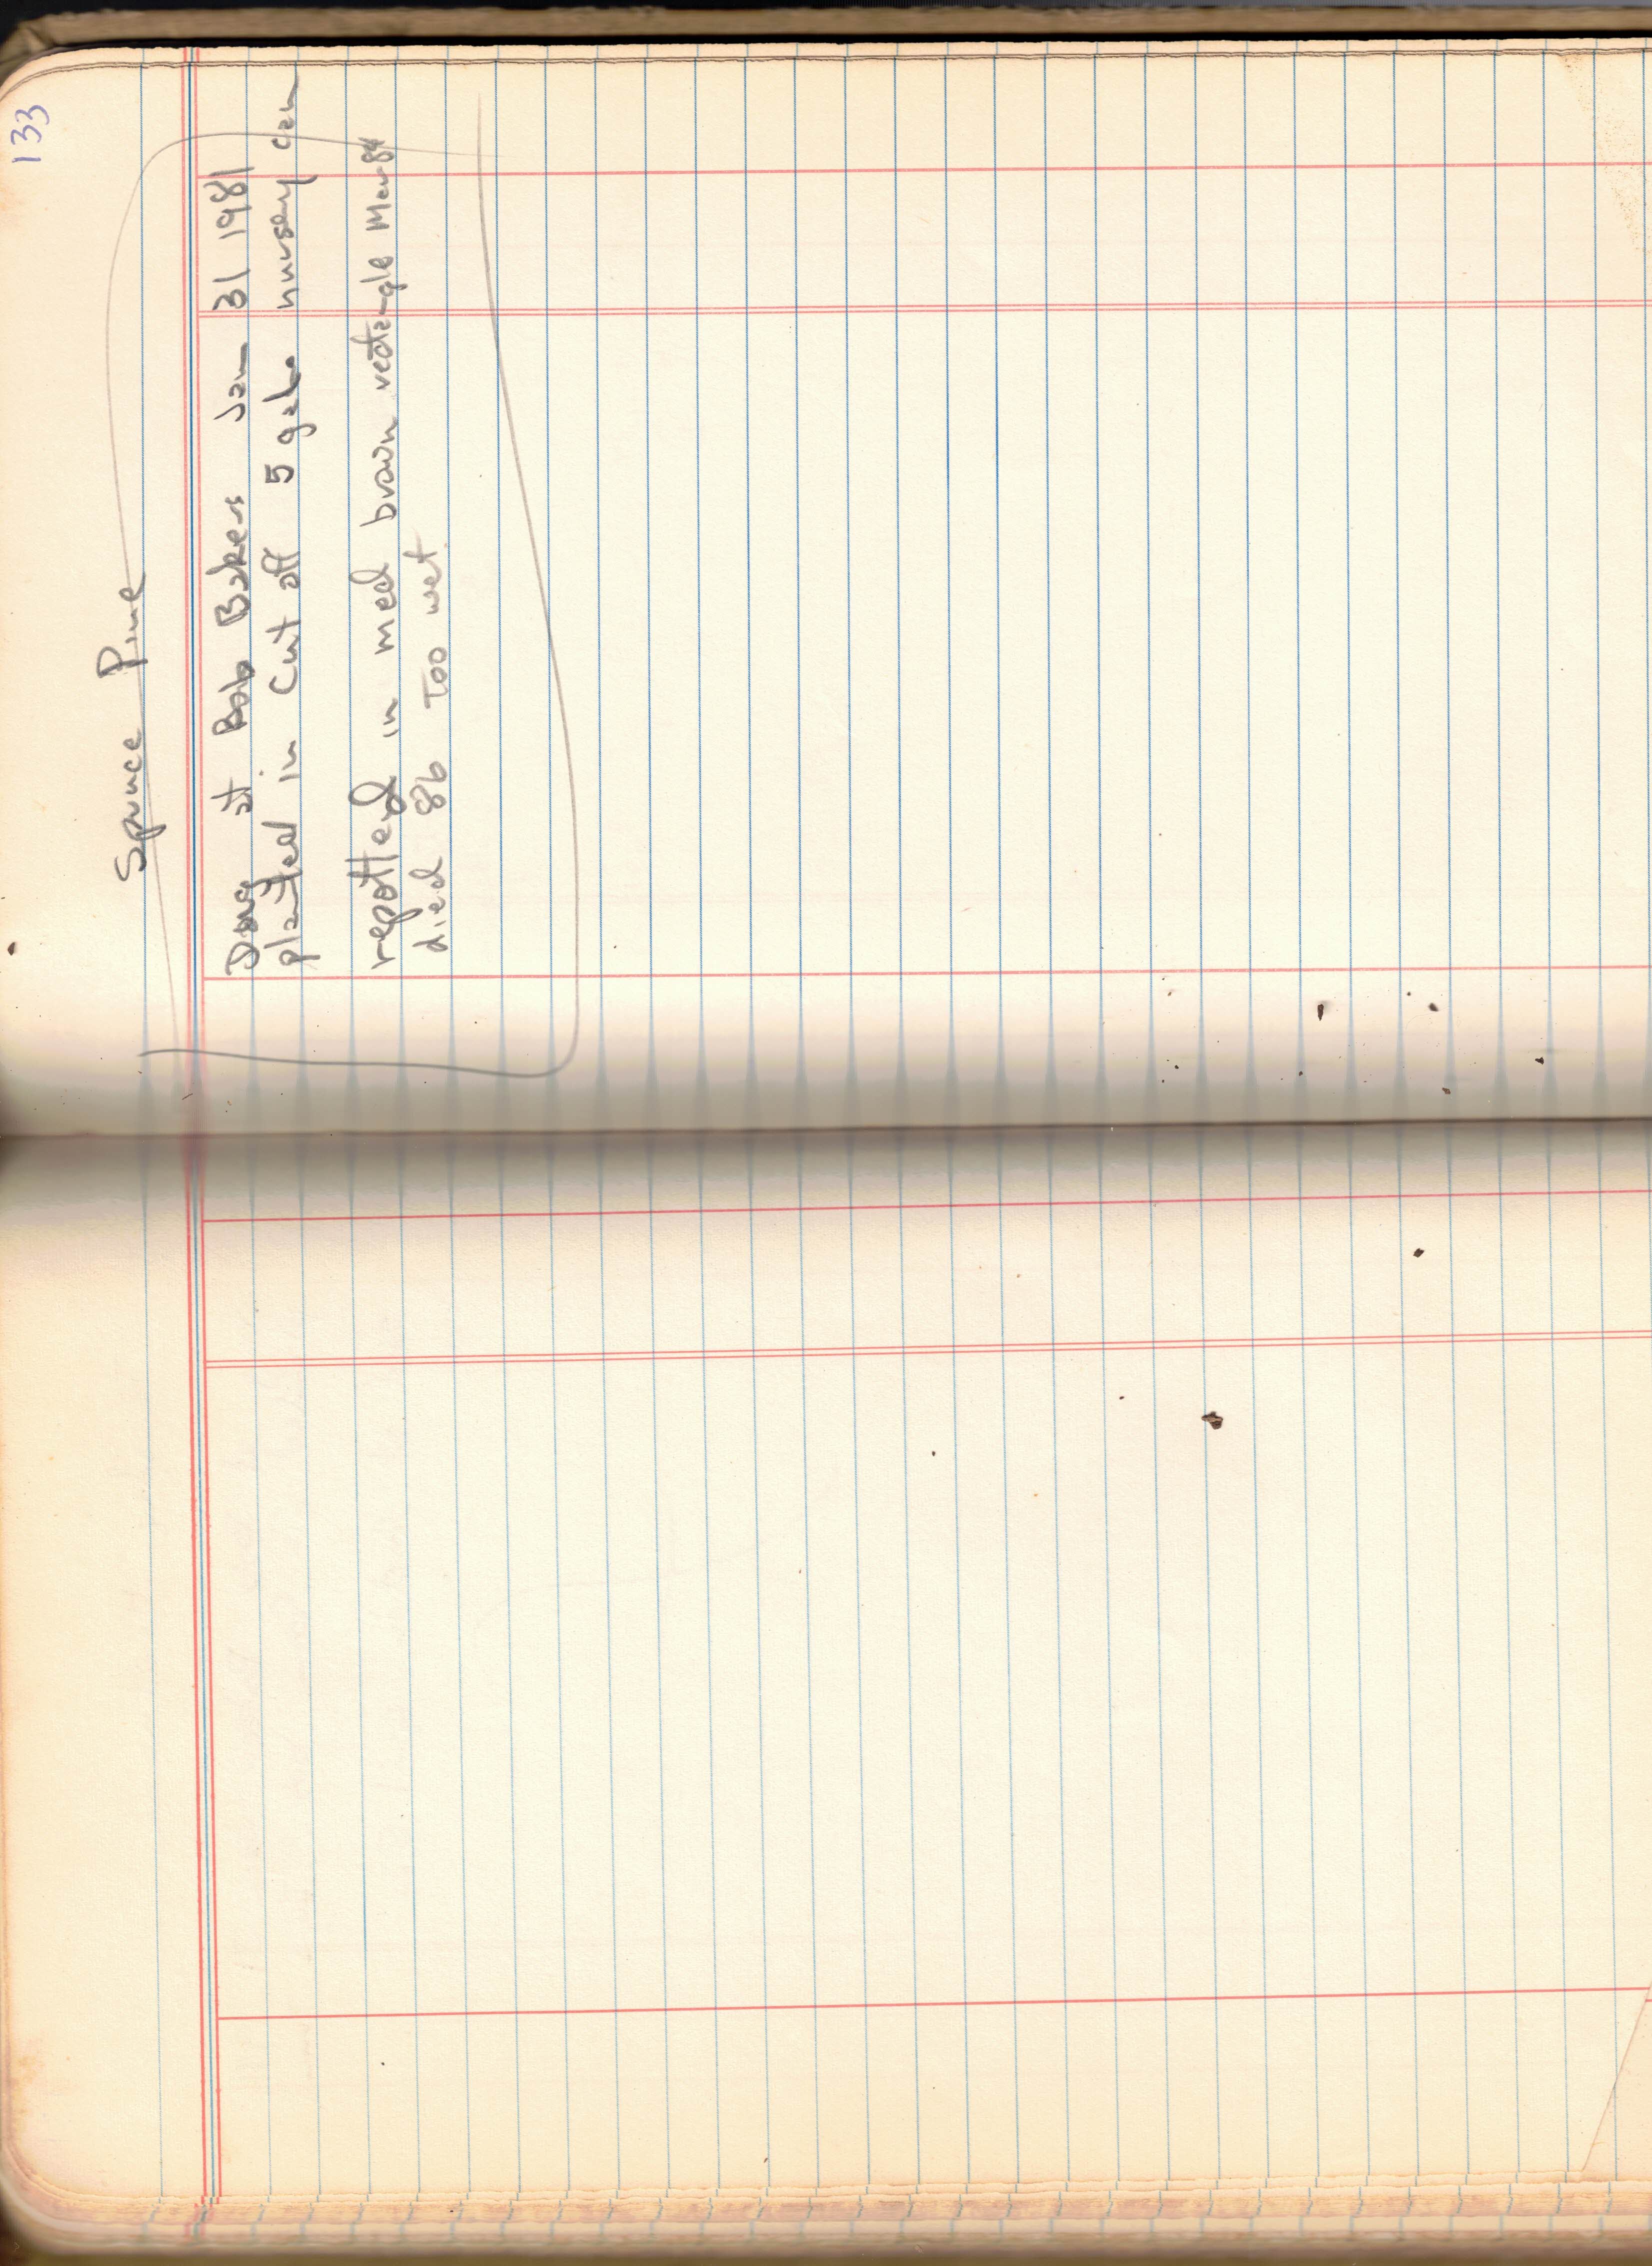 133
Spruce Pine
Dug at Bob Bakers Jan 31 1981
planted in Cut off 5 nursery can
repotted in med brown rectangle Mar 84
died 86 Too wet